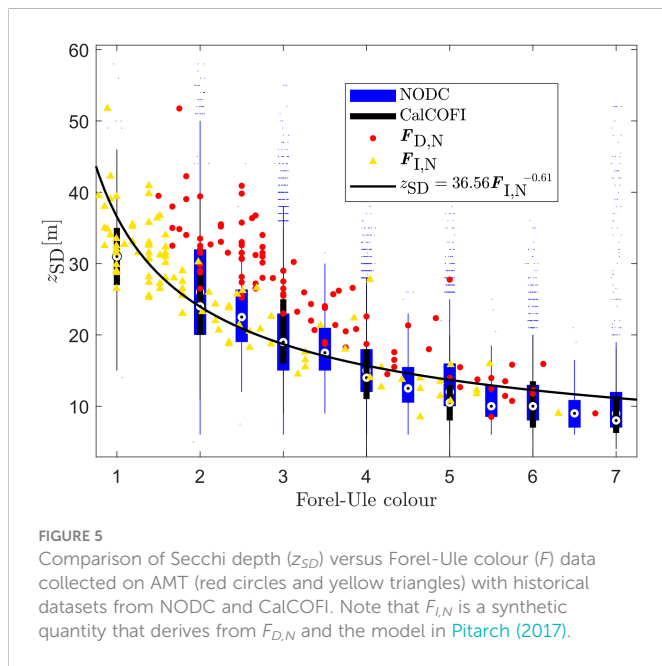 60
50
40
30
20
10
z_SD [m]
NODC
CalCOFI
F_D,N
F_I,N
z_SD = 36.56F_I,N^-0.61
1 2 3 4 5 6 7
Forel-Ule colour
FIGURE 5
Comparison of Secchi depth (z_SD) versus Forel-Ule colour (F) data
collected on AMT (red circles and yellow triangles) with historical
datasets from NODC and CalCOFI. Note that F_I,N is a synthetic
quantity that derives from F_D,N and the model in Pitarch (2017).